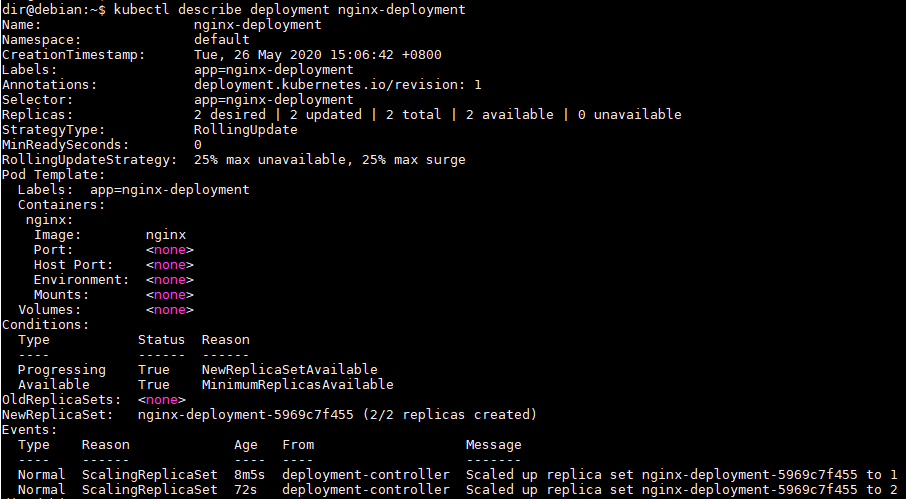 dir@debian:~$ kubectl describe deployment nginx-deployment
Name:                   nginx-deployment
Namespace:              default
CreationTimestamp:      Tue, 26 May 2020 15:06:42 +0800
Labels:                 app=nginx-deployment
Annotations:            deployment.kubernetes.io/revision: 1
Selector:               app=nginx-deployment
Replicas:               2 desired | 2 updated | 2 total | 2 available | 0 unavailable
StrategyType:           RollingUpdate
MinReadySeconds:        0
RollingUpdateStrategy:  25% max unavailable, 25% max surge
Pod Template:
  Labels:  app=nginx-deployment
  Containers:
   nginx:
    Image:        nginx
    Port:         <none>
    Host Port:    <none>
    Environment:  <none>
    Mounts:       <none>
  Volumes:        <none>
Conditions:
  Type           Status  Reason
  ----           ------  ------
  Progressing    True    NewReplicaSetAvailable
  Available      True    MinimumReplicasAvailable
OldReplicaSets:  <none>
NewReplicaSet:   nginx-deployment-5969c7f455 (2/2 replicas created)
Events:
  Type    Reason             Age   From                   Message
  ----    ------             ----  ----                   -------
  Normal  ScalingReplicaSet  8m5s  deployment-controller  Scaled up replica set nginx-deployment-5969c7f455 to 1
  Normal  ScalingReplicaSet  72s   deployment-controller  Scaled up replica set nginx-deployment-5969c7f455 to 2